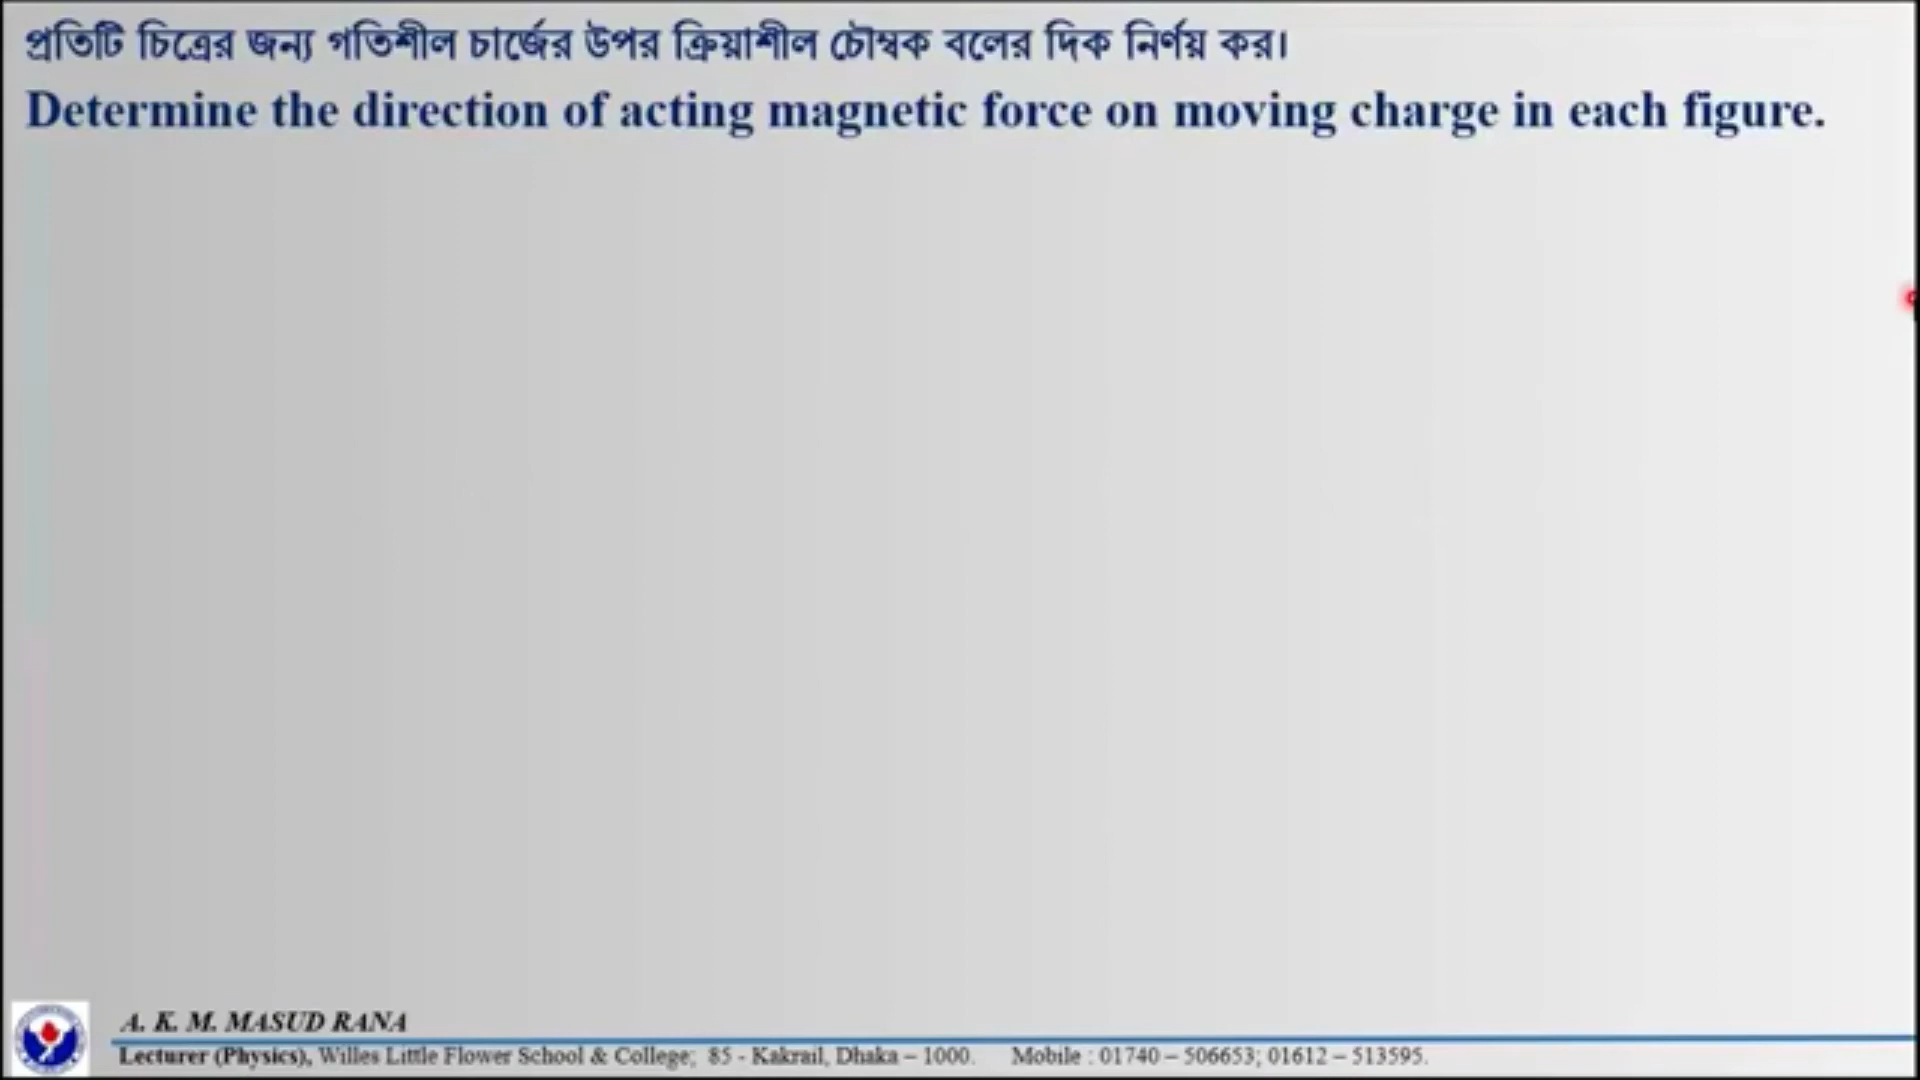 প্রতিটি চিত্রের জন্য গতিশীল চার্জের উপর ক্রিয়াশীল চৌম্বক বলের দিক নির্ণয় কর।
Determine the direction of acting magnetic force on moving charge in each figure.
A. K. M. MASUD RANA
Lecturer (Physics), Willes Little Flower School & College; 85 - Kakrail, Dhaka – 1000. Mobile : 01740 – 506653; 01612 – 513595.